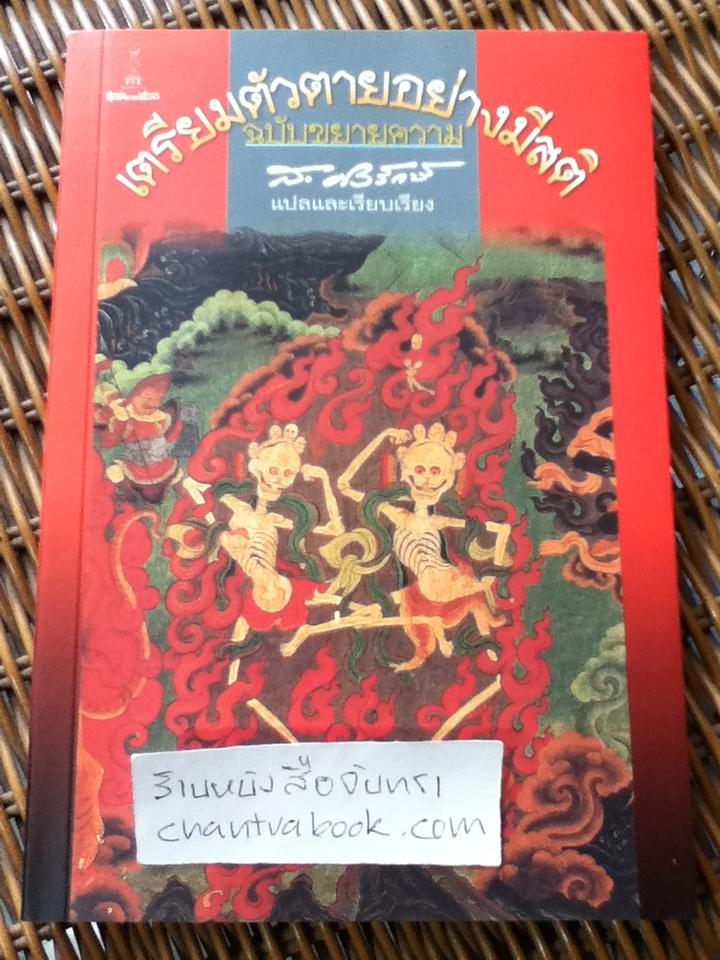 เตรียมตัวตายอย่างมีสติ
ฉบับขยายความ
ส. ศิวรักษ์
แปลและเรียบเรียง
ร้านหนังสือจันทรา
chantrabook.com